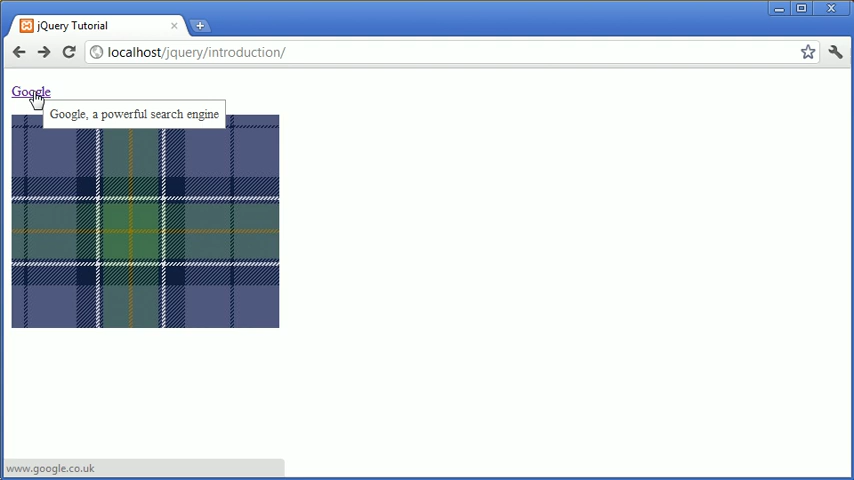 jQuery Tutorial
localhost/jquery/introduction/
Google
Google, a powerful search engine
www.google.co.uk